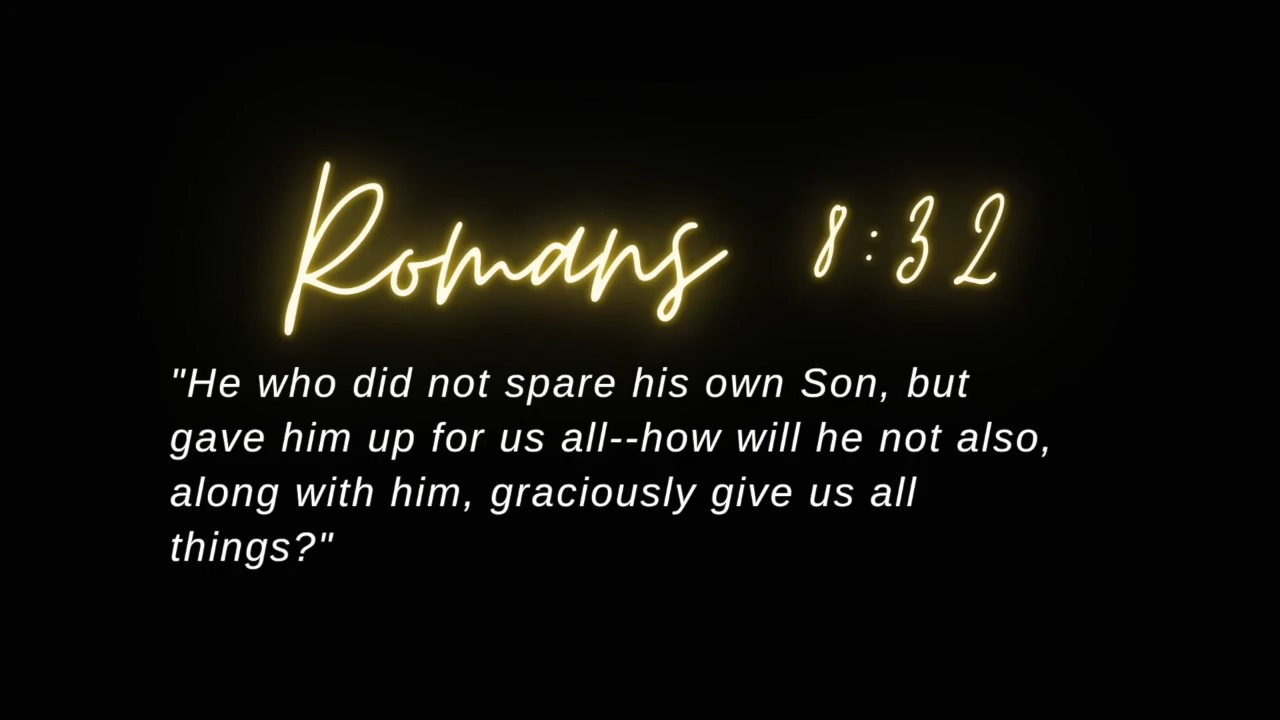 Romans 8:32
"He who did not spare his own Son, but
gave him up for us all--how will he not also,
along with him, graciously give us all
things?"